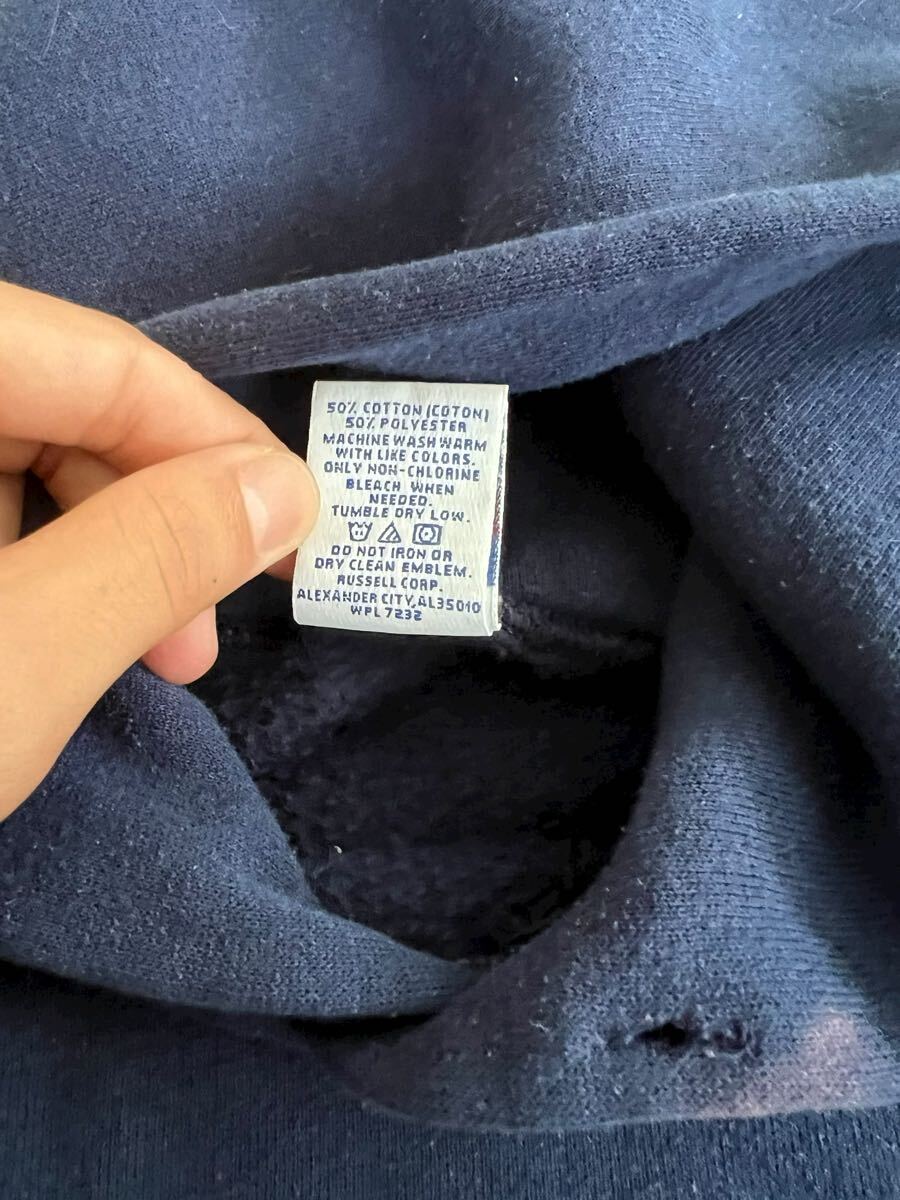 50% COTTON (COTON)
50% POLYESTER
MACHINE WASH WARM
WITH LIKE COLORS.
ONLY NON-CHLORINE
BLEACH WHEN
NEEDED.
TUMBLE DRY LOW.
DO NOT IRON OR
DRY CLEAN EMBLEM.
RUSSELL CORP.
ALEXANDER CITY, AL35010
WPL 7232